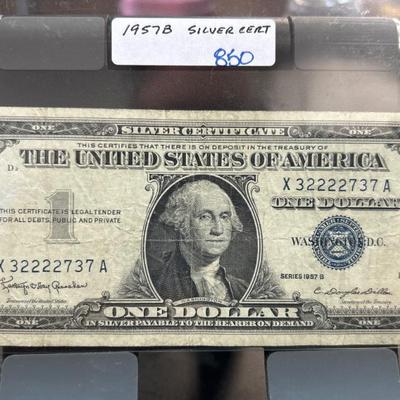 1957B SILVER CERT
850
ONE SILVER CERTIFICATE ONE
THIS CERTIFIES THAT THERE IS ON DEPOSIT IN THE TREASURY OF
THE UNITED STATES OF AMERICA
X 32222737 A
ONE DOLLAR
1
THIS CERTIFICATE IS LEGAL TENDER
FOR ALL DEBTS, PUBLIC AND PRIVATE
WASHINGTON, D.C.
X 32222737 A
SERIES 1957 B
WASHINGTON
ONE DOLLAR
IN SILVER PAYABLE TO THE BEARER ON DEMAND
ONE
ONE